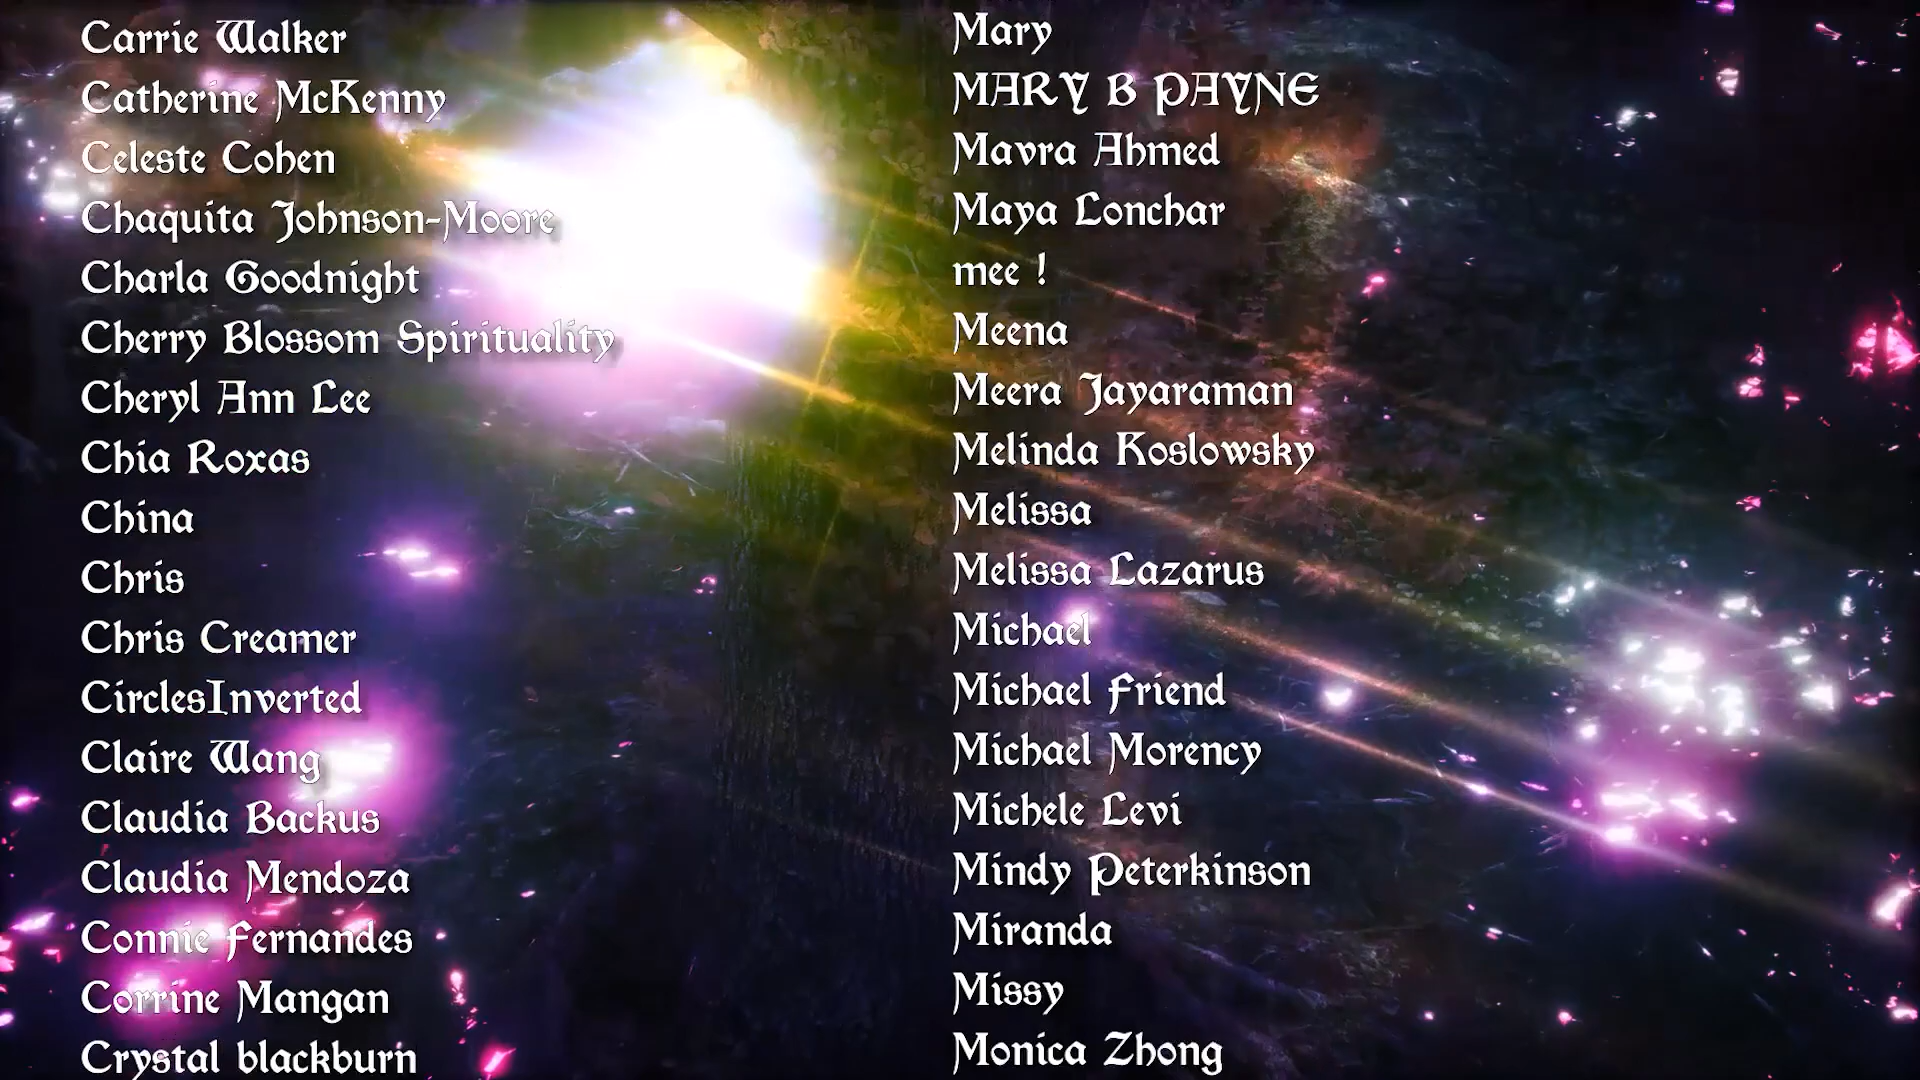 Carrie Walker
Catherine McKenny
Celeste Cohen
Chaquita Johnson-Moore
Charla Goodnight
Cherry Blossom Spirituality
Cheryl Ann Lee
Chia Roxas
China
Chris
Chris Creamer
CirclesInverted
Claire Wang
Claudia Backus
Claudia Mendoza
Connie Fernandes
Corrine Mangan
Crystal blackburn
Mary
MARY B PAYNE
Mavra Ahmed
Maya Lonchar
mee !
Meena
Meera Jayaraman
Melinda Koslowsky
Melissa
Melissa Lazarus
Michael
Michael Friend
Michael Morency
Michele Levi
Mindy Peterkinson
Miranda
Missy
Monica Zhong